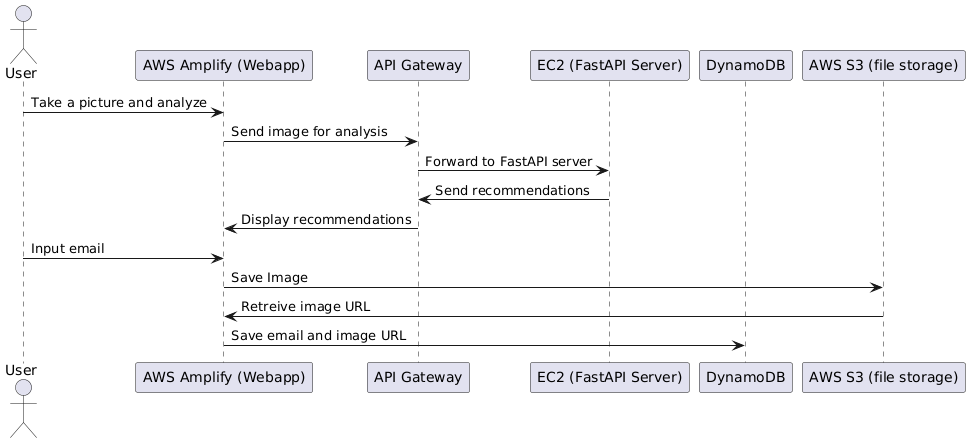 User
AWS Amplify (Webapp)
API Gateway
EC2 (FastAPI Server)
DynamoDB
AWS S3 (file storage)
Take a picture and analyze
Send image for analysis
Forward to FastAPI server
Send recommendations
Display recommendations
Input email
Save Image
Retreive image URL
Save email and image URL
User
AWS Amplify (Webapp)
API Gateway
EC2 (FastAPI Server)
DynamoDB
AWS S3 (file storage)